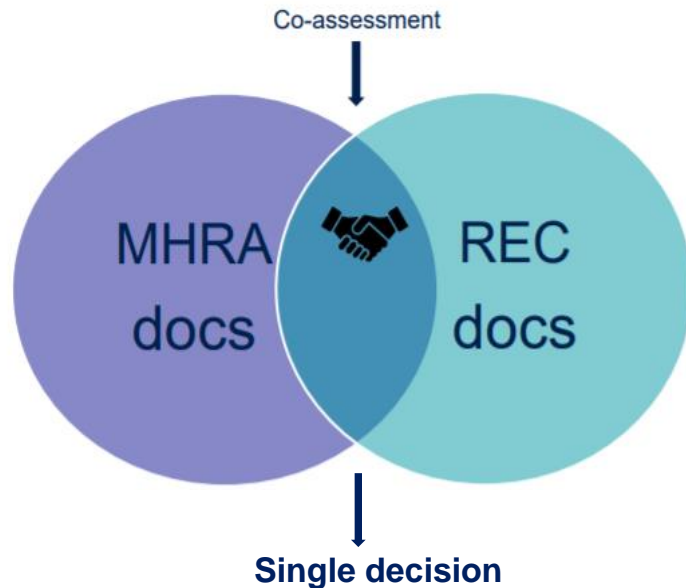 Co-assessment
MHRA
docs
REC
docs
Single decision